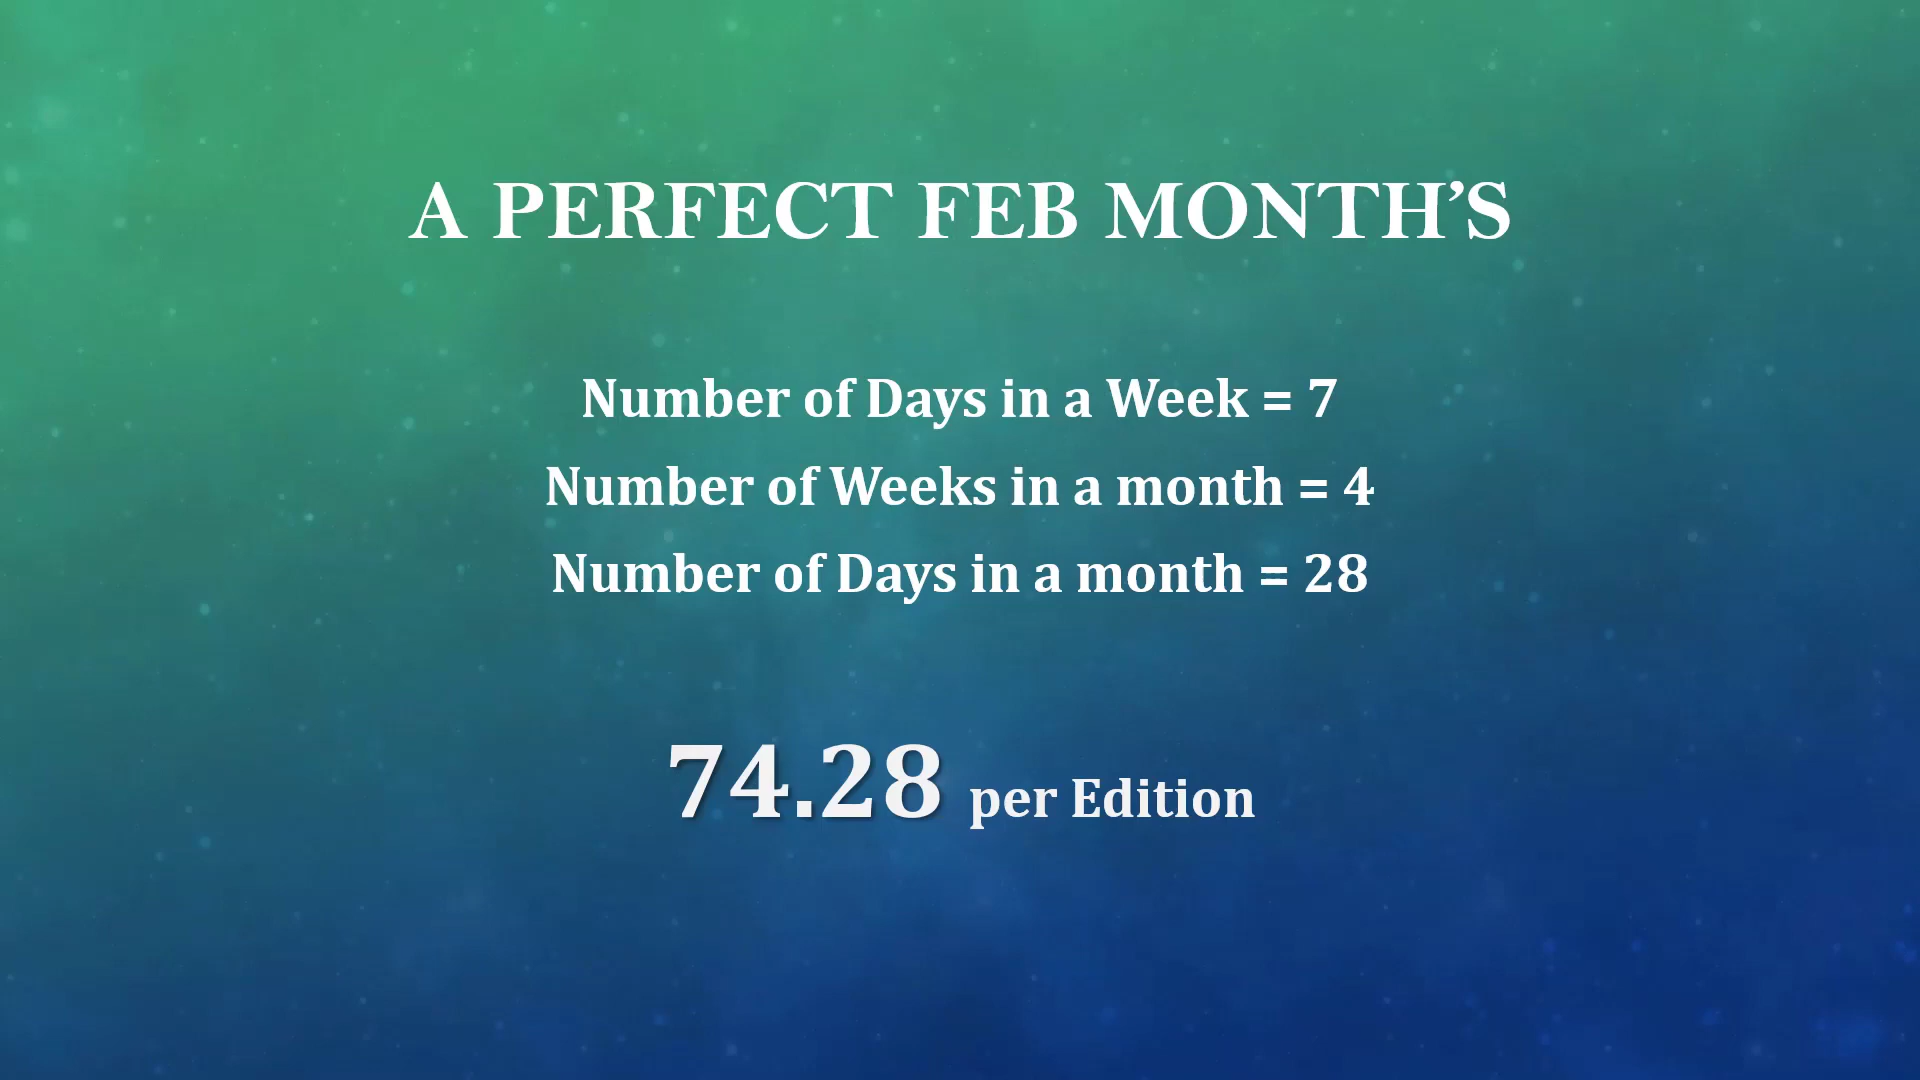 A PERFECT FEB MONTH’S
Number of Days in a Week = 7
Number of Weeks in a month = 4
Number of Days in a month = 28
74.28 per Edition